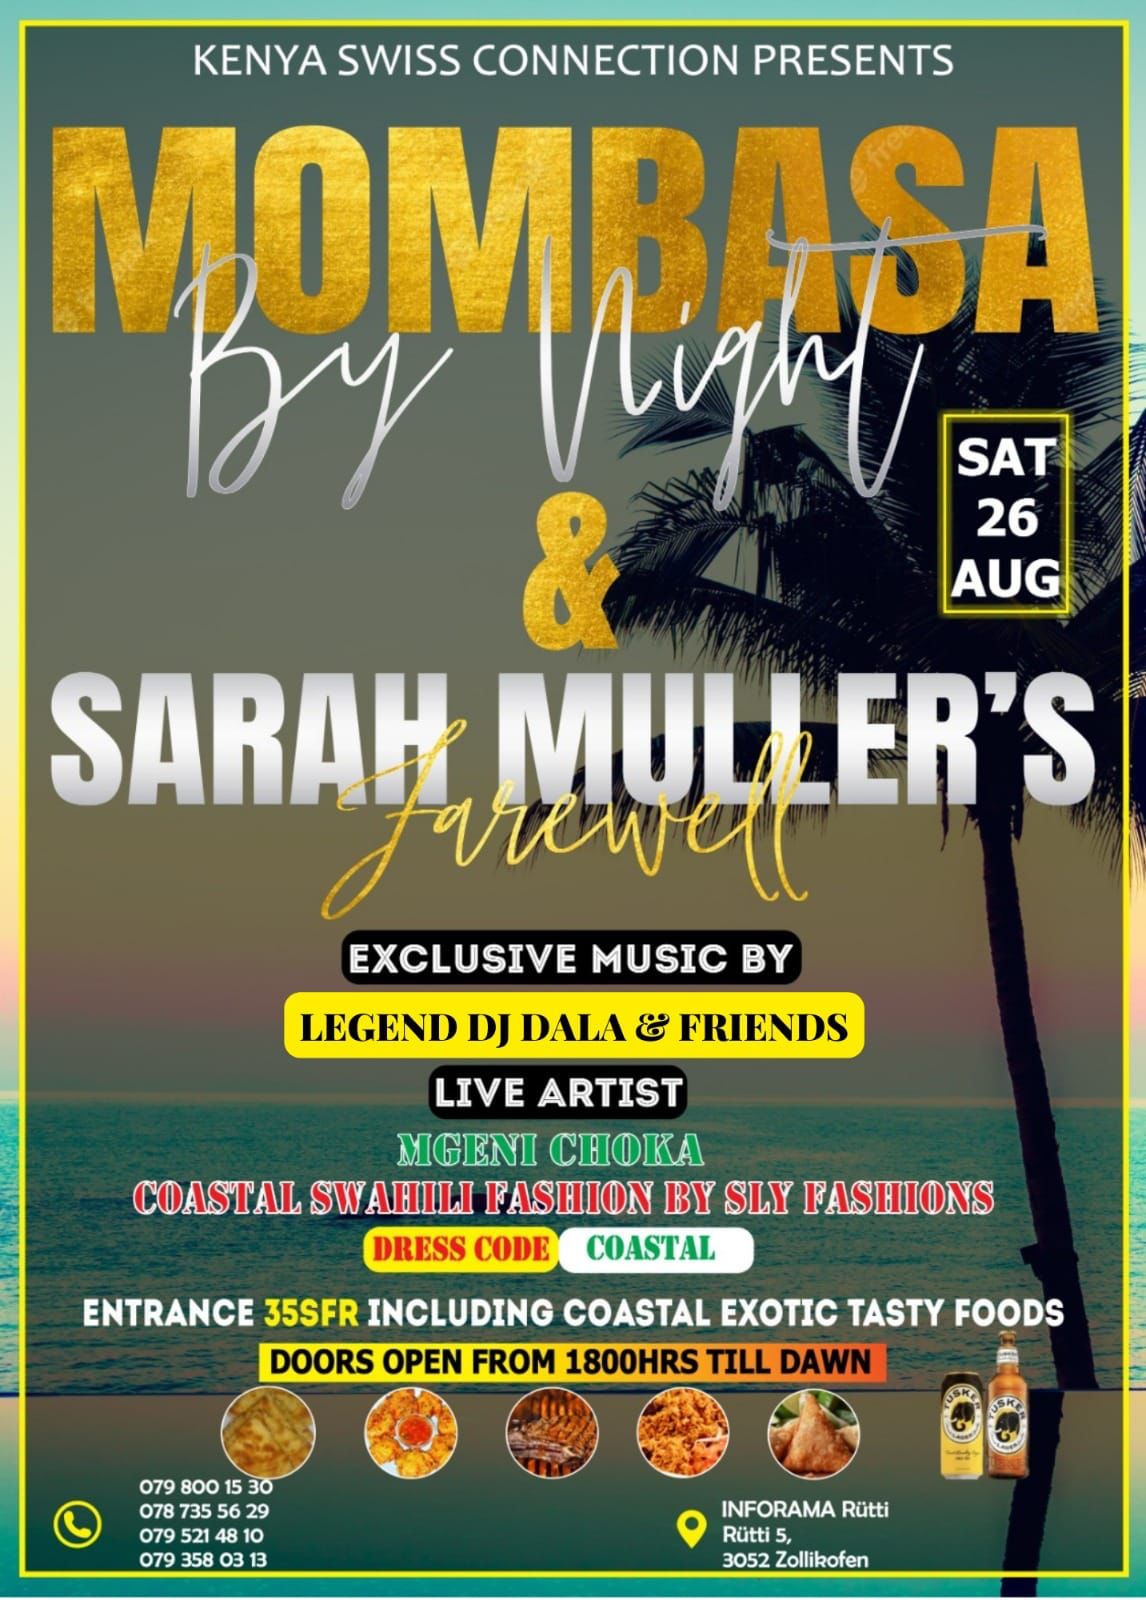 KENYA SWISS CONNECTION PRESENTS
MOMBASA
By Night
SAT
26
AUG
&
SARAH MULLER'S
Farewell
EXCLUSIVE MUSIC BY
LEGEND DJ DALA & FRIENDS
LIVE ARTIST
MGENI CHOKA
COASTAL SWAHILI FASHION BY SLY FASHIONS
DRESS CODE COASTAL
ENTRANCE 35SFR INCLUDING COASTAL EXOTIC TASTY FOODS
DOORS OPEN FROM 1800HRS TILL DAWN
TUSKER
LAGER
TUSKER
LAGER
079 800 15 30
078 735 56 29
079 521 48 10
079 358 03 13
INFORAMA Rütti
Rütti 5,
3052 Zollikofen